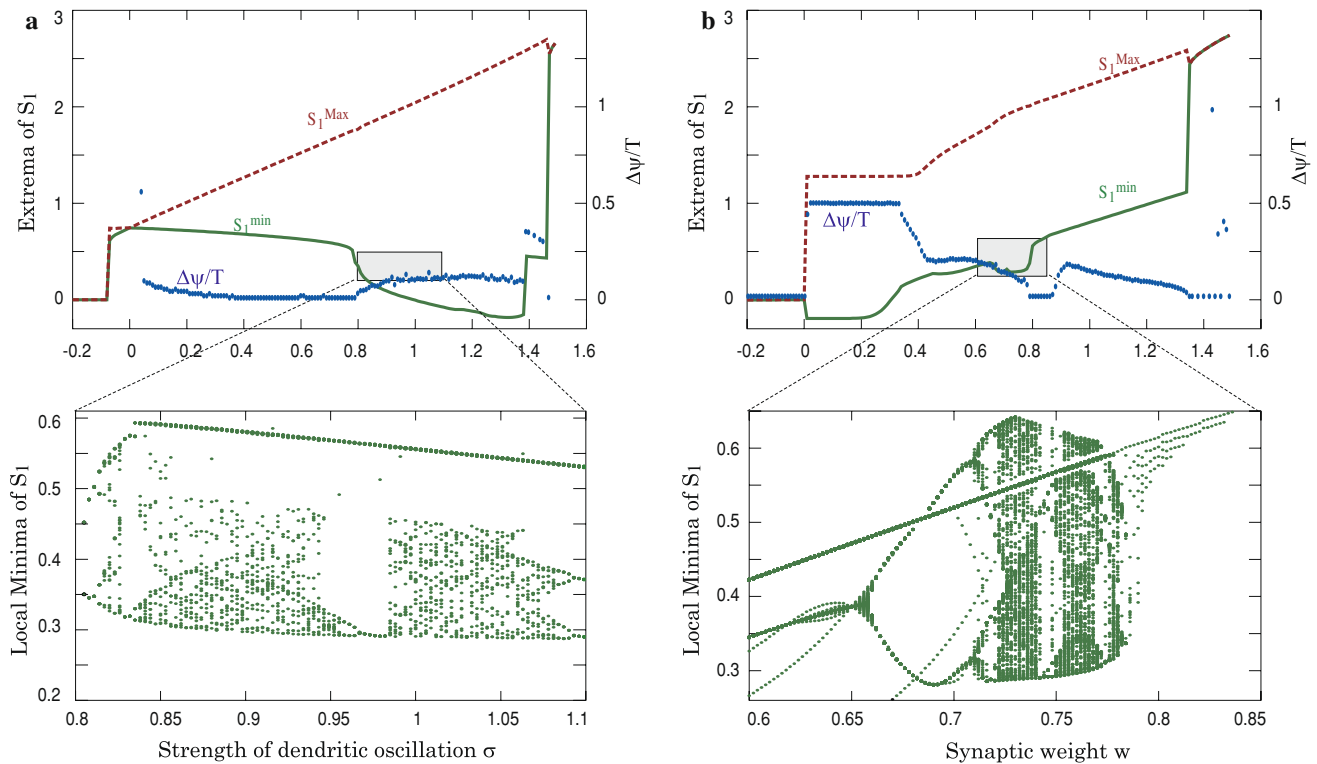 a
3
2
1
0
Extrema of S1
S1Max
S1min
Δψ/T
1
0.5
0
Δψ/T
-0.2 0 0.2 0.4 0.6 0.8 1 1.2 1.4 1.6
b
3
2
1
0
Extrema of S1
S1Max
S1min
Δψ/T
1
0.5
0
Δψ/T
-0.2 0 0.2 0.4 0.6 0.8 1 1.2 1.4 1.6
0.6
0.5
0.4
0.3
0.2
Local Minima of S1
0.8 0.85 0.9 0.95 1 1.05 1.1
Strength of dendritic oscillation σ
0.6
0.5
0.4
0.3
Local Minima of S1
0.6 0.65 0.7 0.75 0.8 0.85
Synaptic weight w